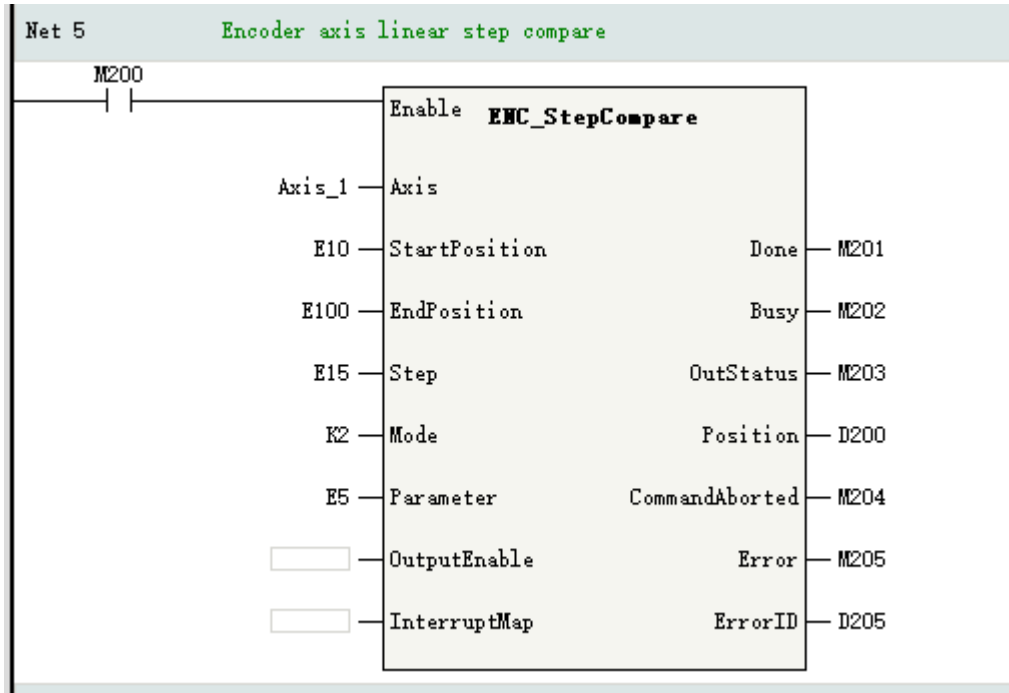 Net 5 Encoder axis linear step compare
M200
Enable ENC_StepCompare
Axis_1 Axis
E10 StartPosition Done M201
E100 EndPosition Busy M202
E15 Step OutStatus M203
K2 Mode Position D200
E5 Parameter CommandAborted M204
OutputEnable Error M205
InterruptMap ErrorID D205